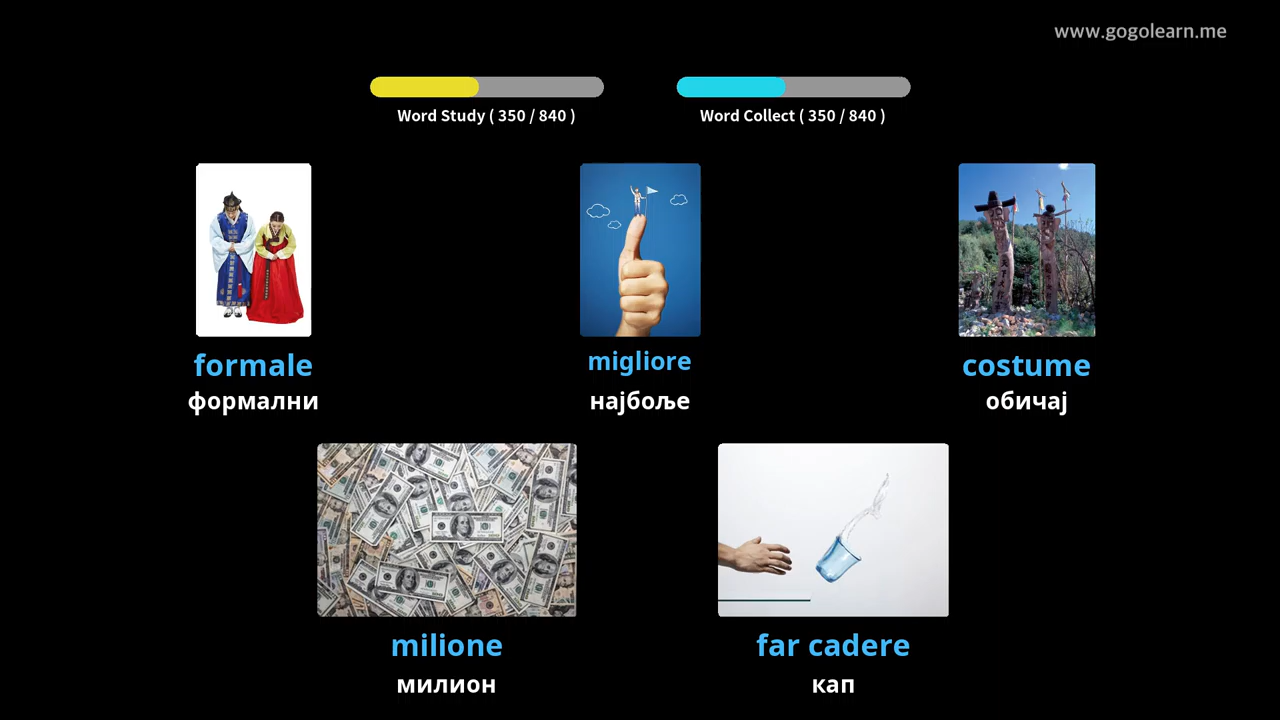 www.gogolearn.me
Word Study ( 350 / 840 )
Word Collect ( 350 / 840 )
formale
формални
migliore
најбоље
costume
обичај
milione
милион
far cadere
кап